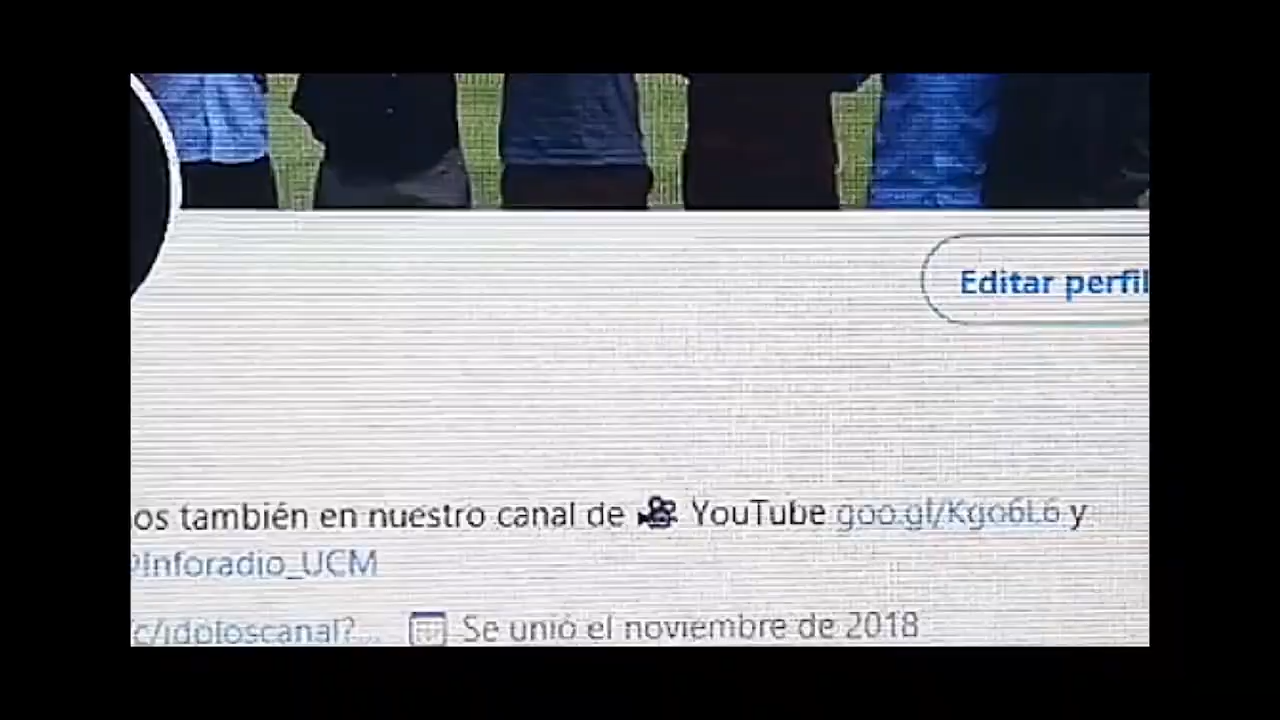 Editar perfil
os también en nuestro canal de YouTube goo.gl/Kgo6L6 y
@Inforadio_UCM
c/idploscanal?... Se unió el noviembre de 2018